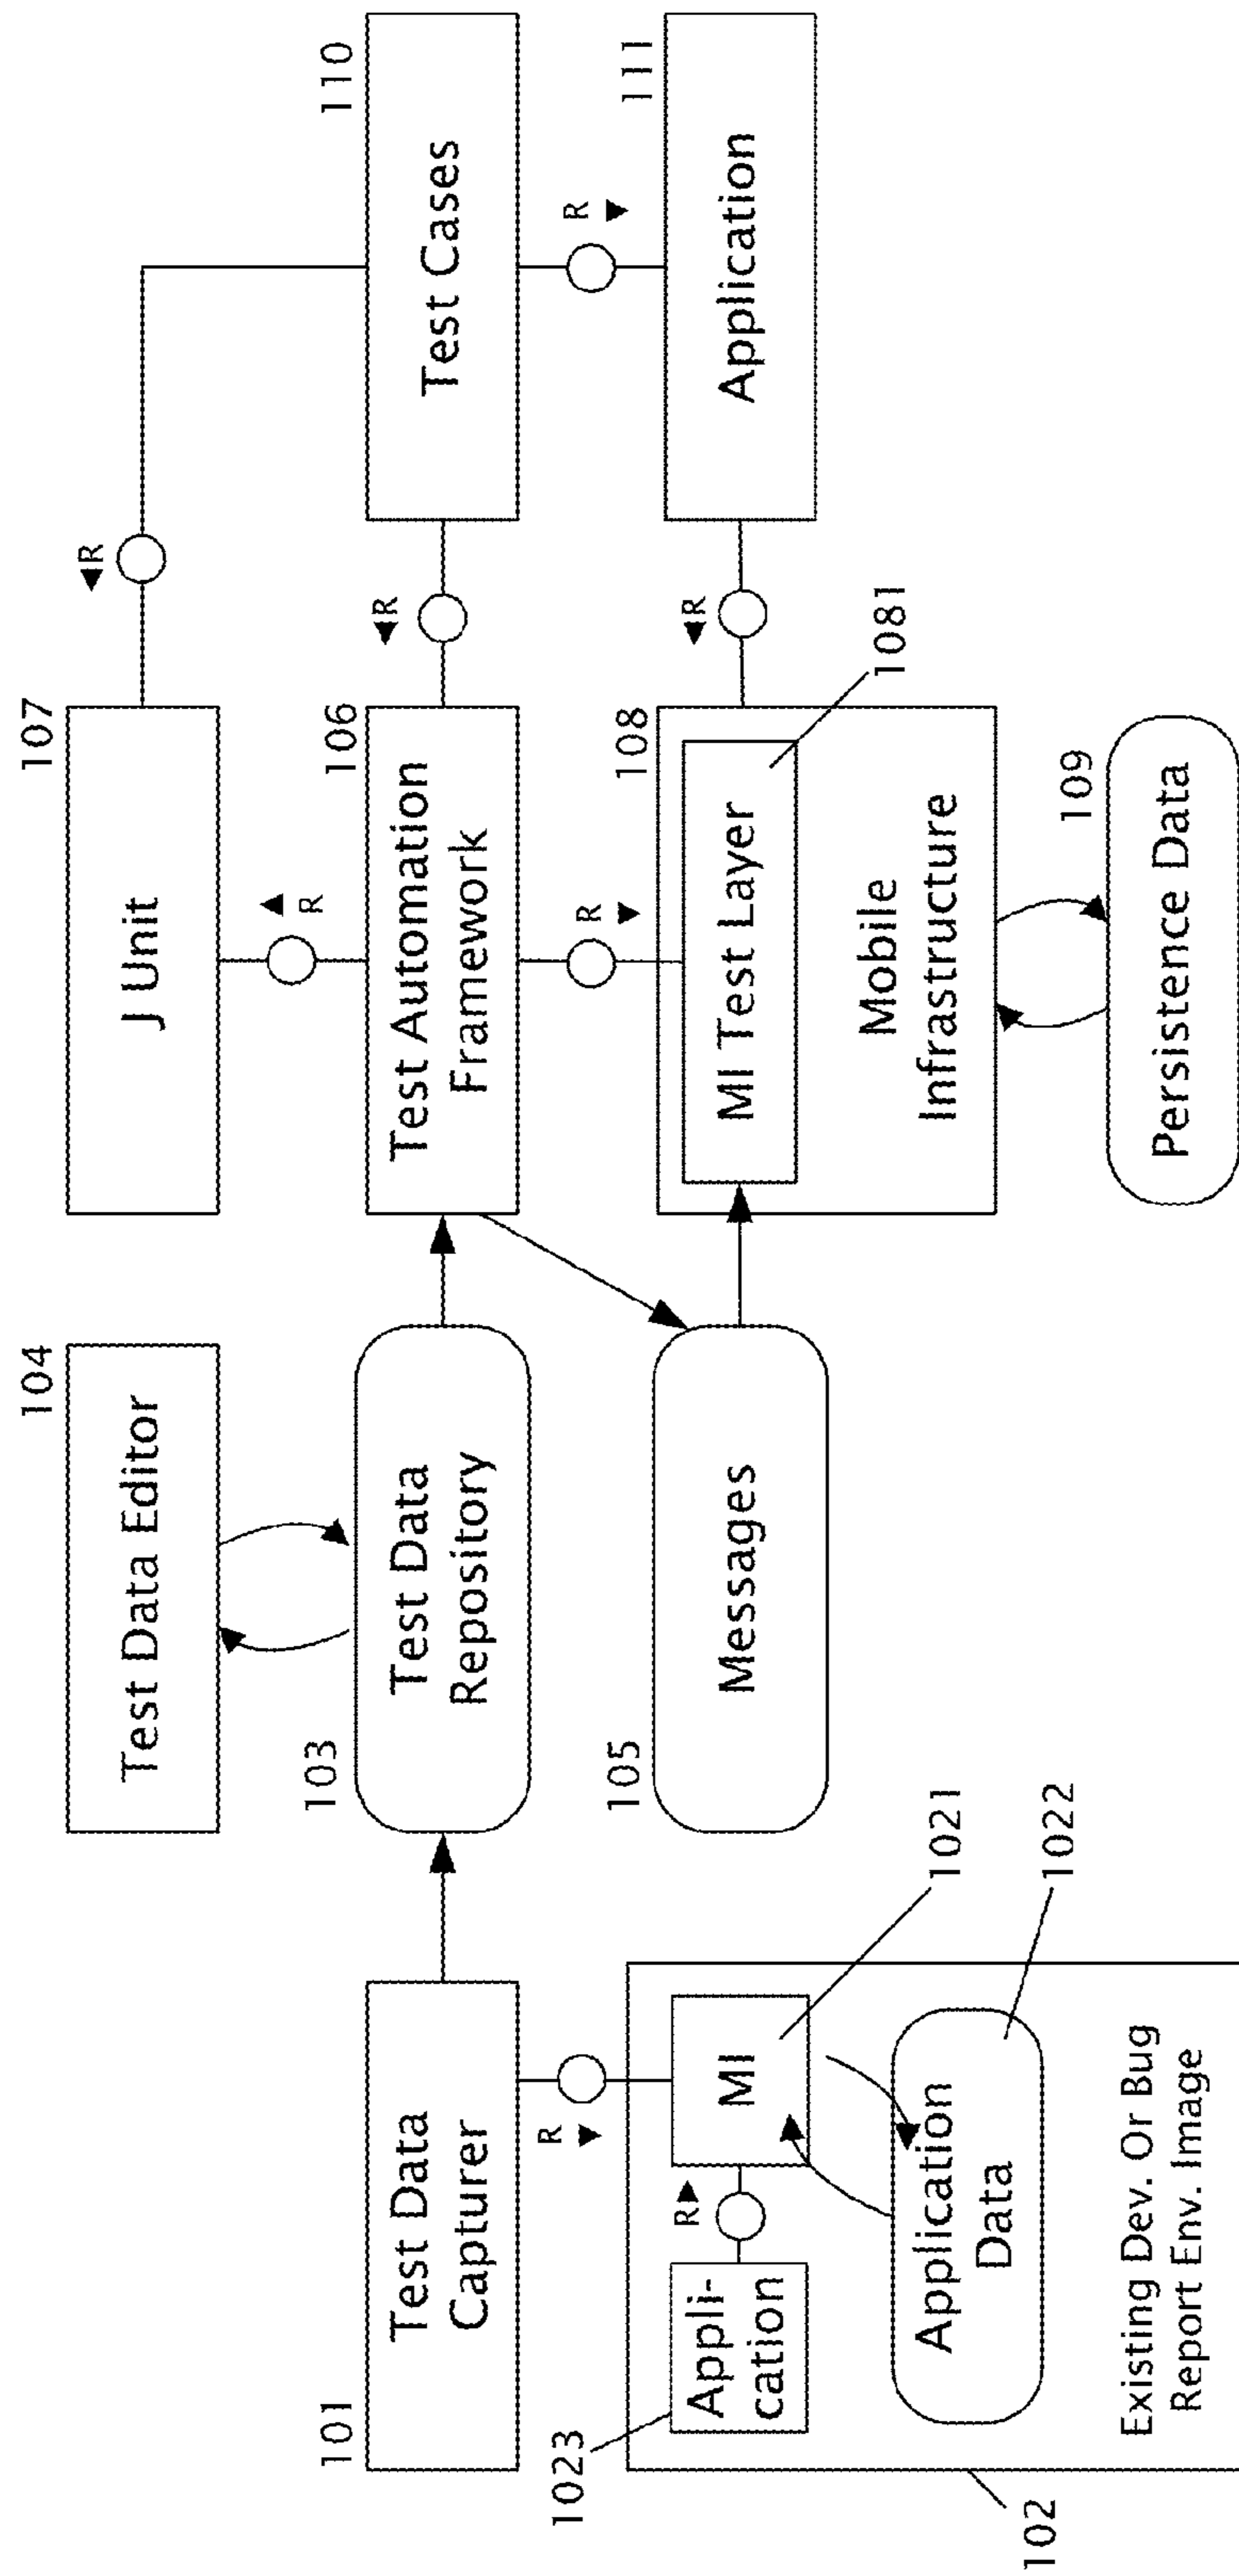 104
Test Data Editor
107
J Unit
R
R
101
Test Data
Capturer
103
Test Data
Repository
106
Test Automation
Framework
R
110
Test Cases
R
R
R
1023
Appli-
cation
R
MI
1021
Application
Data
1022
Existing Dev. Or Bug
Report Env. Image
102
105
Messages
108
MI Test Layer
1081
Mobile
Infrastructure
R
111
Application
109
Persistence Data